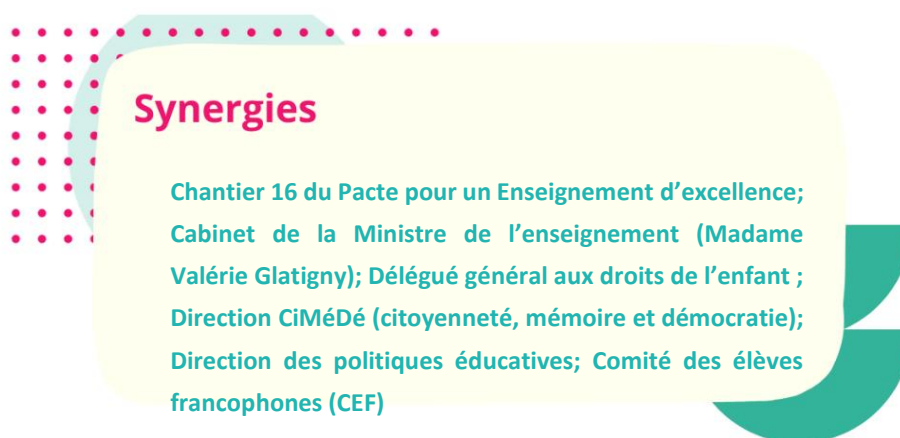 Synergies
Chantier 16 du Pacte pour un Enseignement d’excellence;
Cabinet de la Ministre de l’enseignement (Madame
Valérie Glatigny); Délégué général aux droits de l’enfant ;
Direction CiMéDé (citoyenneté, mémoire et démocratie);
Direction des politiques éducatives; Comité des élèves
francophones (CEF)